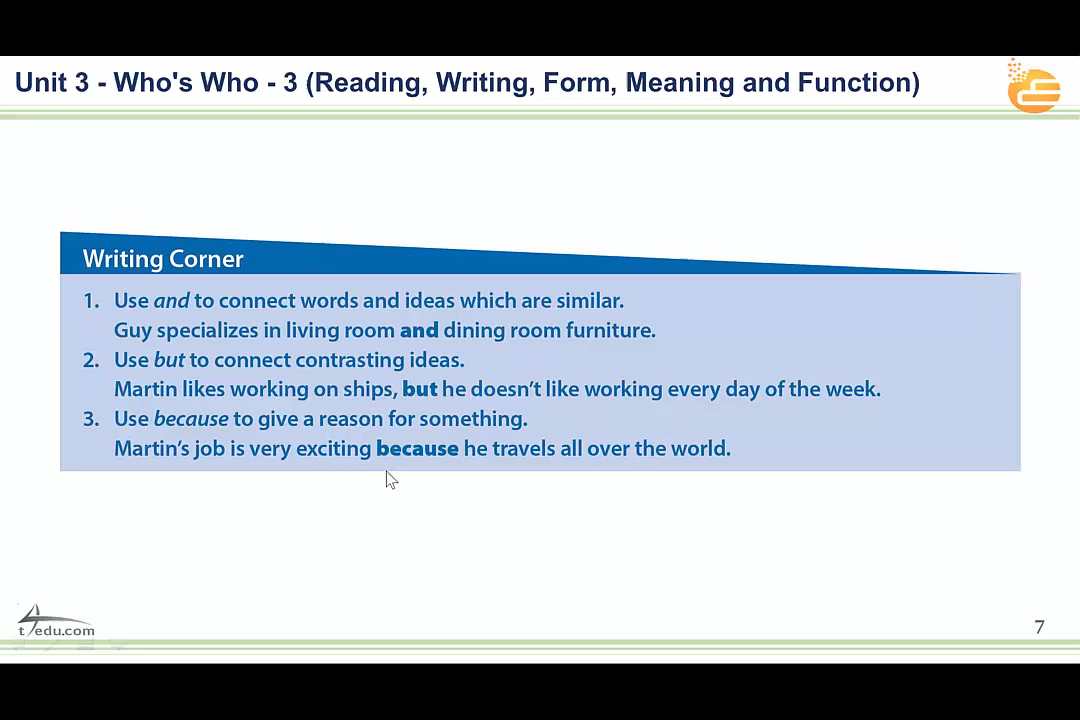 Unit 3 - Who's Who - 3 (Reading, Writing, Form, Meaning and Function)
Writing Corner
1. Use and to connect words and ideas which are similar.
Guy specializes in living room and dining room furniture.
2. Use but to connect contrasting ideas.
Martin likes working on ships, but he doesn't like working every day of the week.
3. Use because to give a reason for something.
Martin's job is very exciting because he travels all over the world.
t4edu.com
7